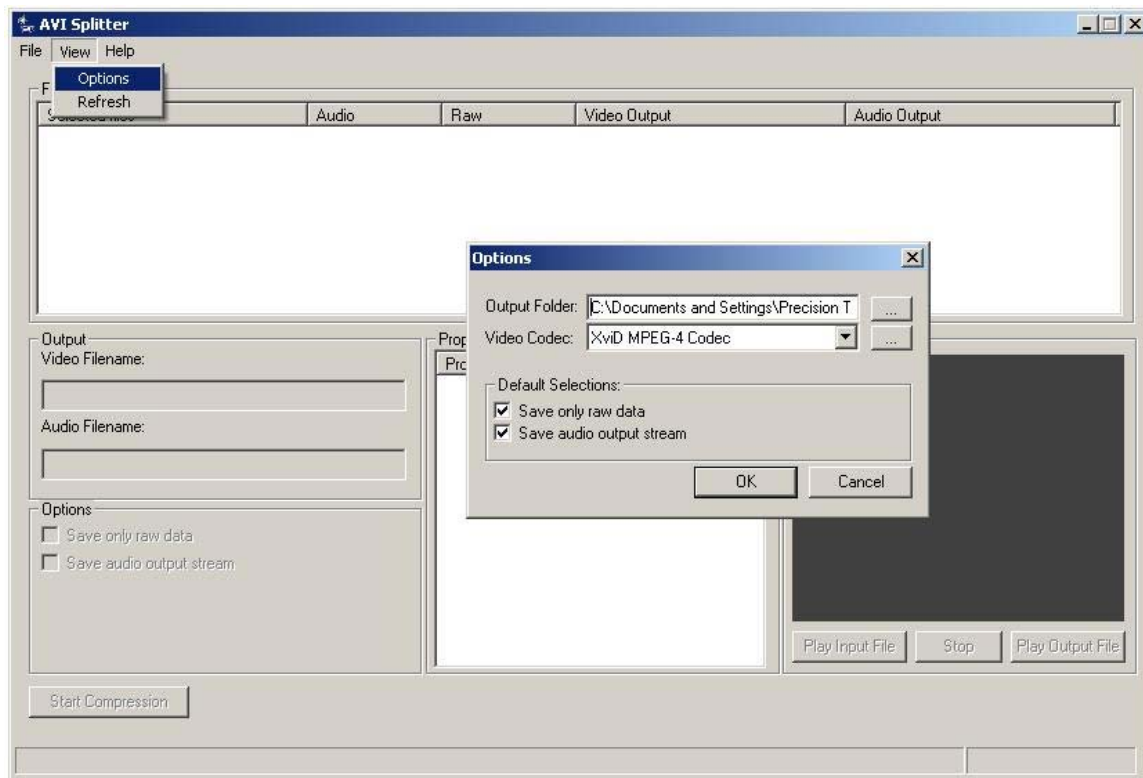 AVI Splitter
File View Help
Options
Refresh
F
Audio Raw Video Output Audio Output
Options
Output Folder: C:\Documents and Settings\Precision T ...
Video Codec: XviD MPEG-4 Codec ...
Default Selections:
Save only raw data
Save audio output stream
OK Cancel
Output
Video Filename:
Audio Filename:
Prop
Pro
Options
Save only raw data
Save audio output stream
Play Input File Stop Play Output File
Start Compression